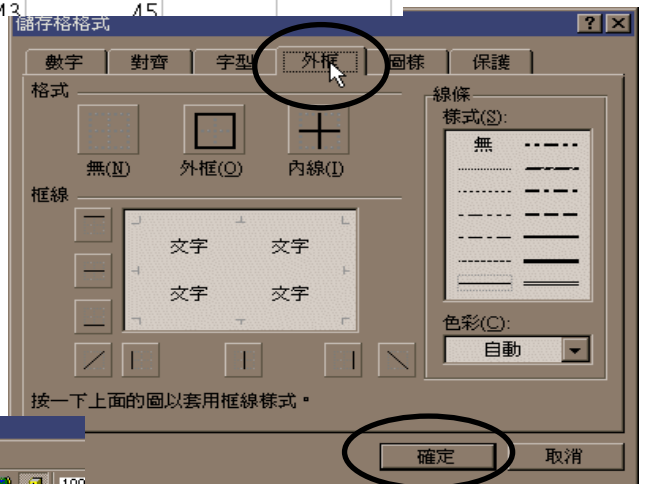 43 45
儲存格格式
數字 對齊 字型 外框 圖樣 保護
格式
無(N) 外框(O) 內線(I)
線條
樣式(S):
無
框線
文字 文字
文字 文字
色彩(C):
自動
按一下上面的圖以套用框線樣式。
確定 取消
100